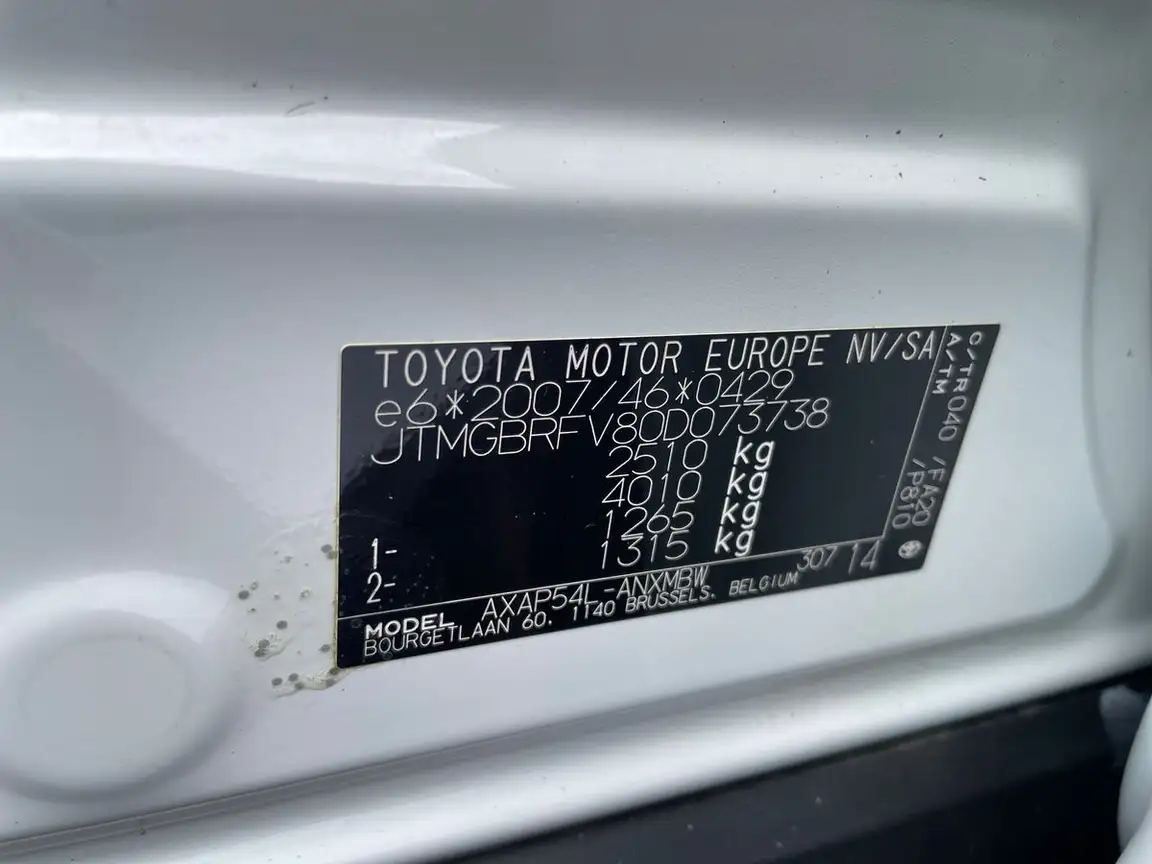 TOYOTA MOTOR EUROPE NV/SA
e6*2007/46*0429
JTMGBRFV80D073738
2510 kg
4010 kg
1- 1265 kg
2- 1315 kg
MODEL AXAP54L-ANXMBW
BOURGETLAAN 60. 1140 BRUSSELS. BELGIUM 307 14
C/TR 040 /FA20
A/TM /P810